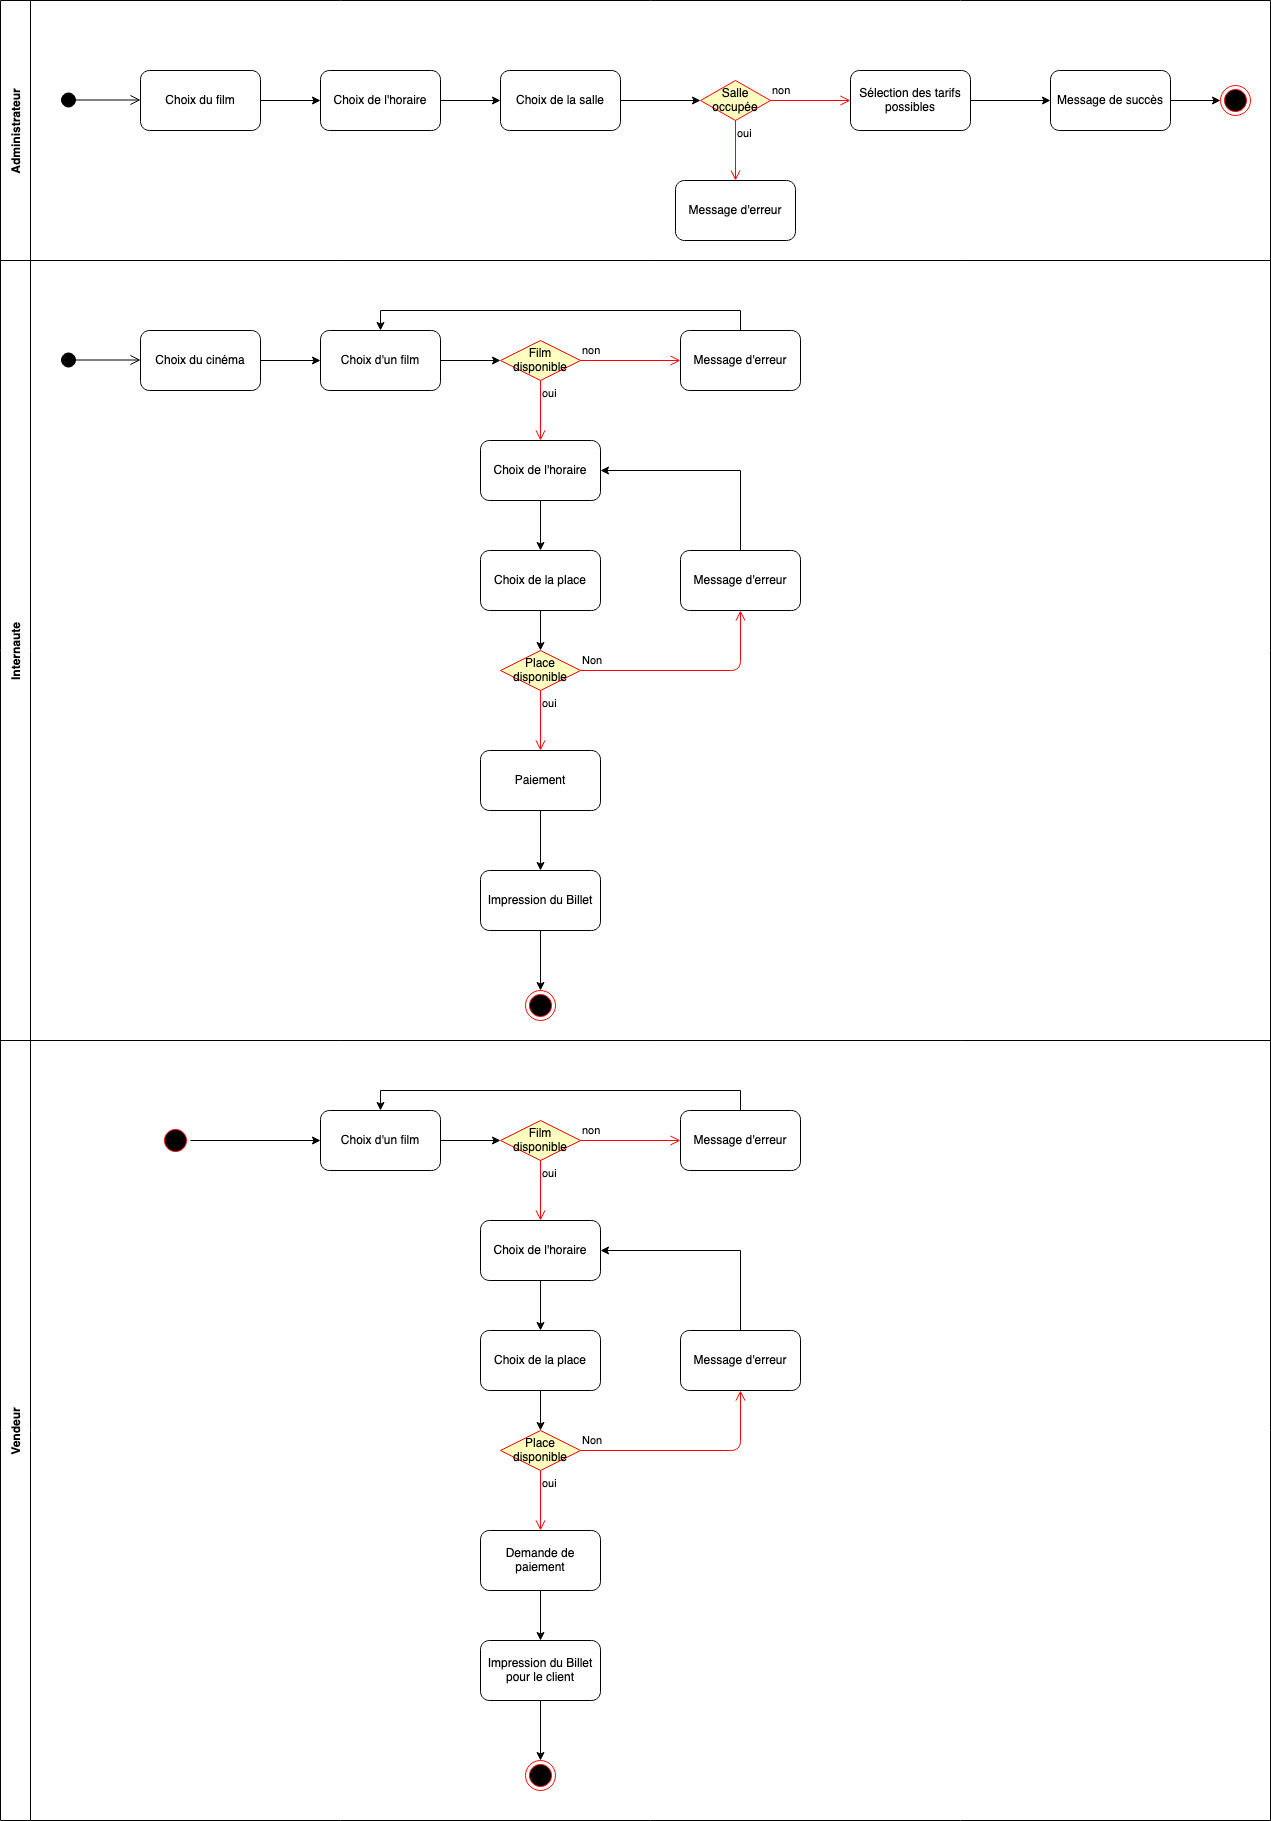 Administrateur
Choix du film
Choix de l'horaire
Choix de la salle
Salle
occupée
non
Sélection des tarifs
possibles
Message de succès
oui
Message d'erreur
Internaute
Choix du cinéma
Choix d'un film
Film
disponible
non
Message d'erreur
oui
Choix de l'horaire
Choix de la place
Message d'erreur
Place
disponible
Non
oui
Paiement
Impression du Billet
Vendeur
Choix d'un film
Film
disponible
non
Message d'erreur
oui
Choix de l'horaire
Choix de la place
Message d'erreur
Place
disponible
Non
oui
Demande de
paiement
Impression du Billet
pour le client